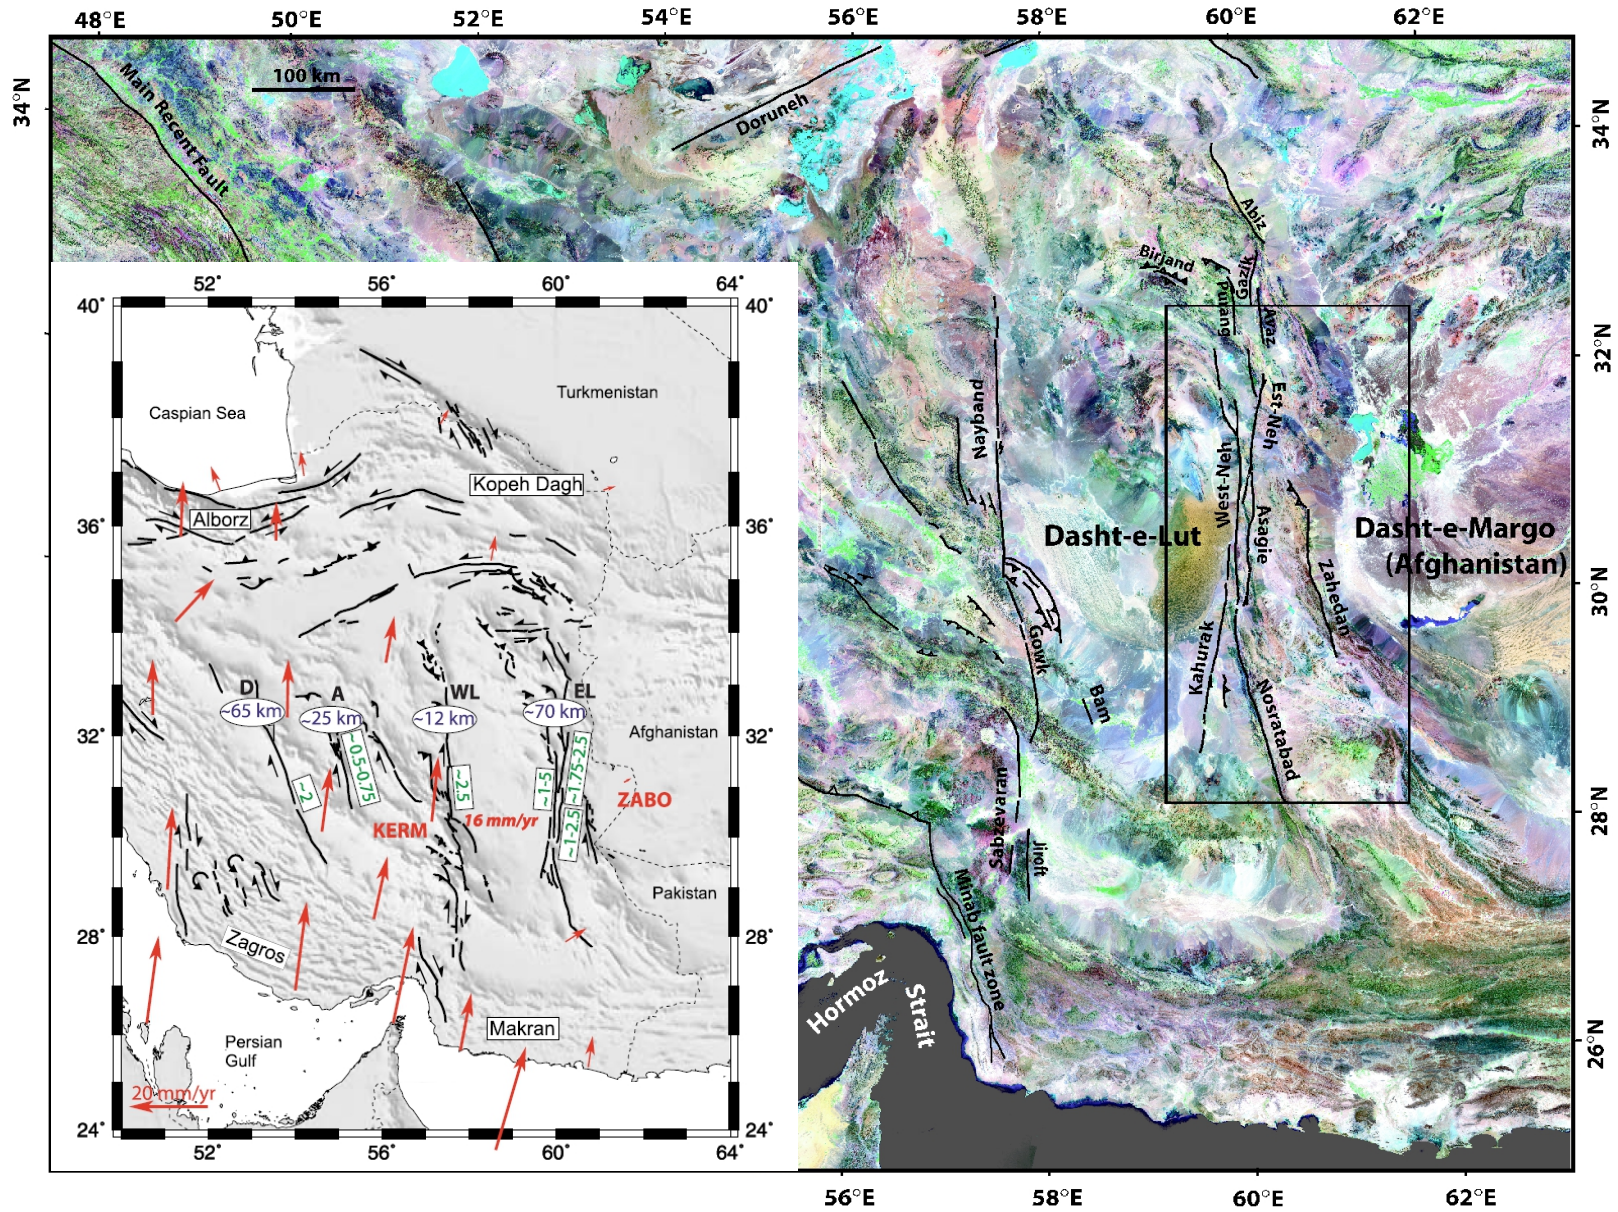 48°E
50°E
52°E
54°E
56°E
58°E
60°E
62°E
34°N
34°N
32°N
30°N
28°N
26°N
56°E
58°E
60°E
62°E
100 km
Main Recent Fault
Doruneh
Abiz
Birjand
Gazik
Purang
Avaz
Nayband
Est-Neh
West-Neh
Asagie
Dasht-e-Lut
Dasht-e-Margo
(Afghanistan)
Zahedan
Gowk
Kahurak
Bam
Nosratabad
Sabzevaran
Jiroft
Minab fault zone
Hormoz
Strait
52°
56°
60°
64°
40°
40°
36°
36°
32°
32°
28°
28°
24°
24°
52°
56°
60°
64°
Caspian Sea
Turkmenistan
Kopeh Dagh
Alborz
D
A
WL
EL
~65 km
~25 km
~12 km
~70 km
Afghanistan
~2
~0.5-0.75
~2.5
~1-5
~1-2.5
~1.75-2.5
ZABO
KERM
16 mm/yr
Pakistan
Zagros
Makran
Persian
Gulf
20 mm/yr